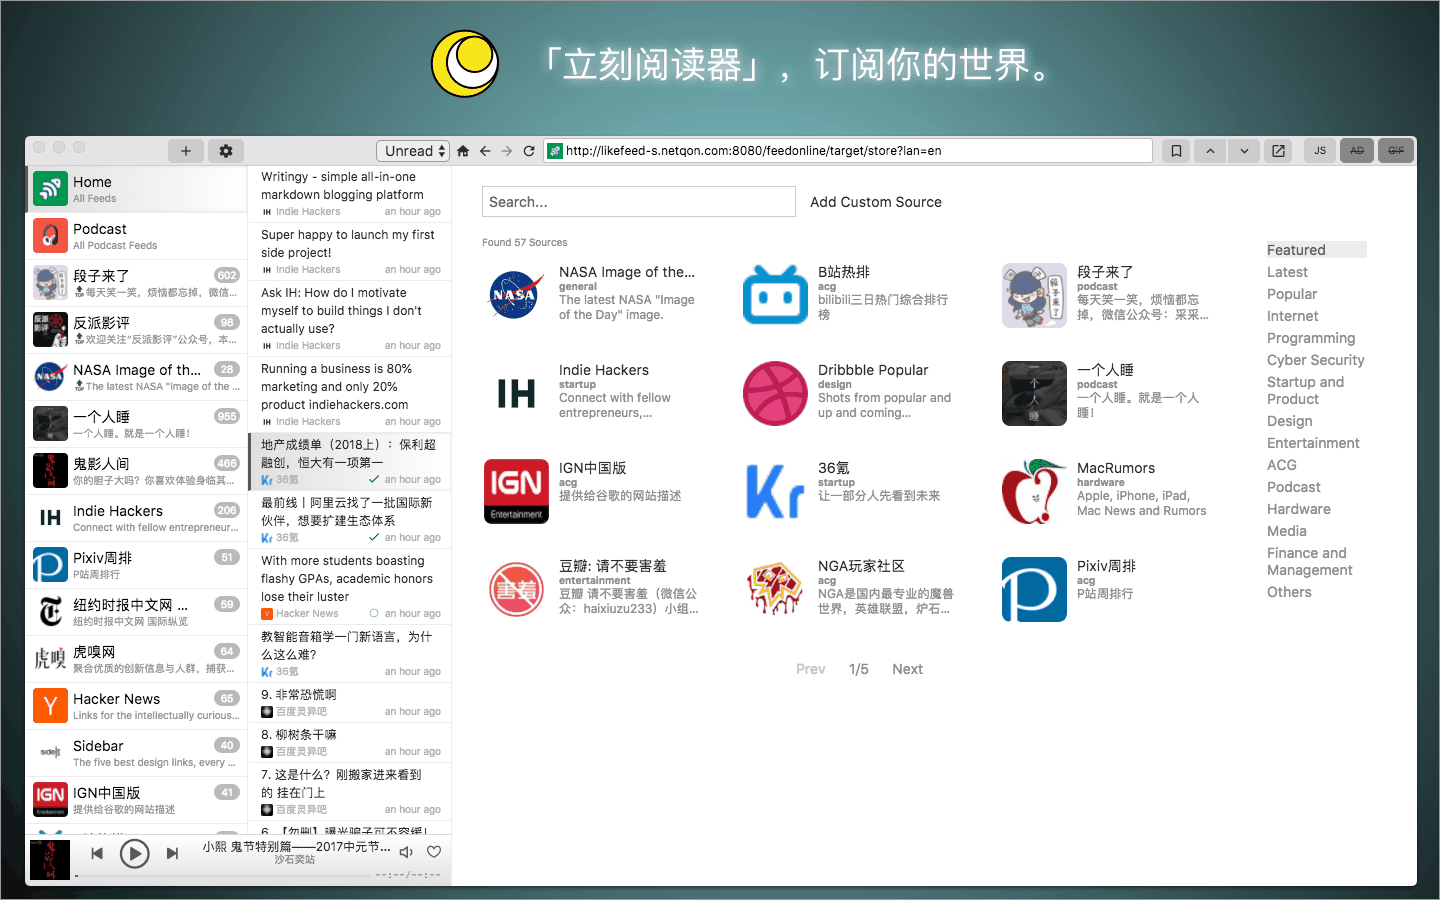 「立刻阅读器」，订阅你的世界。
Unread
http://likefeed-s.netqon.com:8080/feedonline/target/store?lan=en
JS
AD
GIF
Home
All Feeds
Podcast
All Podcast Feeds
段子来了
602
每天笑一笑，烦恼都忘掉，微信...
反派影评
98
欢迎关注“反派影评”公众号，本...
NASA Image of th...
28
The latest NASA "Image of the ...
一个人睡
955
一个人睡。就是一个人睡！
鬼影人间
466
你的胆子大吗？你喜欢体验身临其...
Indie Hackers
206
Connect with fellow entrepreneur...
Pixiv周排
51
P站周排行
纽约时报中文网 ...
59
纽约时报中文网 国际纵览
虎嗅网
64
聚合优质的创新信息与人群，捕获...
Hacker News
65
Links for the intellectually curious...
Sidebar
40
The five best design links, every ...
IGN中国版
41
提供给谷歌的网站描述
Writingy - simple all-in-one
markdown blogging platform
IH Indie Hackers an hour ago
Super happy to launch my first
side project!
IH Indie Hackers an hour ago
Ask IH: How do I motivate
myself to build things I don't
actually use?
IH Indie Hackers an hour ago
Running a business is 80%
marketing and only 20%
product indiehackers.com
IH Indie Hackers an hour ago
地产成绩单（2018上）：保利超
融创，恒大有一项第一
Kr 36氪 an hour ago
最前线丨阿里云找了一批国际新
伙伴，想要扩建生态体系
Kr 36氪 an hour ago
With more students boasting
flashy GPAs, academic honors
lose their luster
Y Hacker News an hour ago
教智能音箱学一门新语言，为什
么这么难？
Kr 36氪 an hour ago
9. 非常恐慌啊
百度灵异吧 an hour ago
8. 柳树条干嘛
百度灵异吧 an hour ago
7. 这是什么？刚搬家进来看到
的 挂在门上
百度灵异吧 an hour ago
6. 【勿删】曝光骗子可不容缓！
小熙 鬼节特别篇——2017中元节...
沙石奕站
--:--/--:--
Search...
Add Custom Source
Found 57 Sources
NASA
NASA Image of the...
general
The latest NASA "Image
of the Day" image.
B站热排
acg
bilibili三日热门综合排行
榜
段子来了
段子来了
podcast
每天笑一笑，烦恼都忘
掉，微信公众号：采采...
IH
Indie Hackers
startup
Connect with fellow
entrepreneurs,...
Dribbble Popular
design
Shots from popular and
up and coming...
个人睡
一个人睡
podcast
一个人睡。就是一个人
睡！
IGN
Entertainment
IGN中国版
acg
提供给谷歌的网站描述
Kr
36氪
startup
让一部分人先看到未来
MacRumors
hardware
Apple, iPhone, iPad,
Mac News and Rumors
害羞
豆瓣: 请不要害羞
entertainment
豆瓣 请不要害羞（微信公
众：haixiuzu233）小组...
NGA玩家社区
acg
NGA是国内最专业的魔兽
世界，英雄联盟，炉石...
Pixiv周排
acg
P站周排行
Prev 1/5 Next
Featured
Latest
Popular
Internet
Programming
Cyber Security
Startup and
Product
Design
Entertainment
ACG
Podcast
Hardware
Media
Finance and
Management
Others